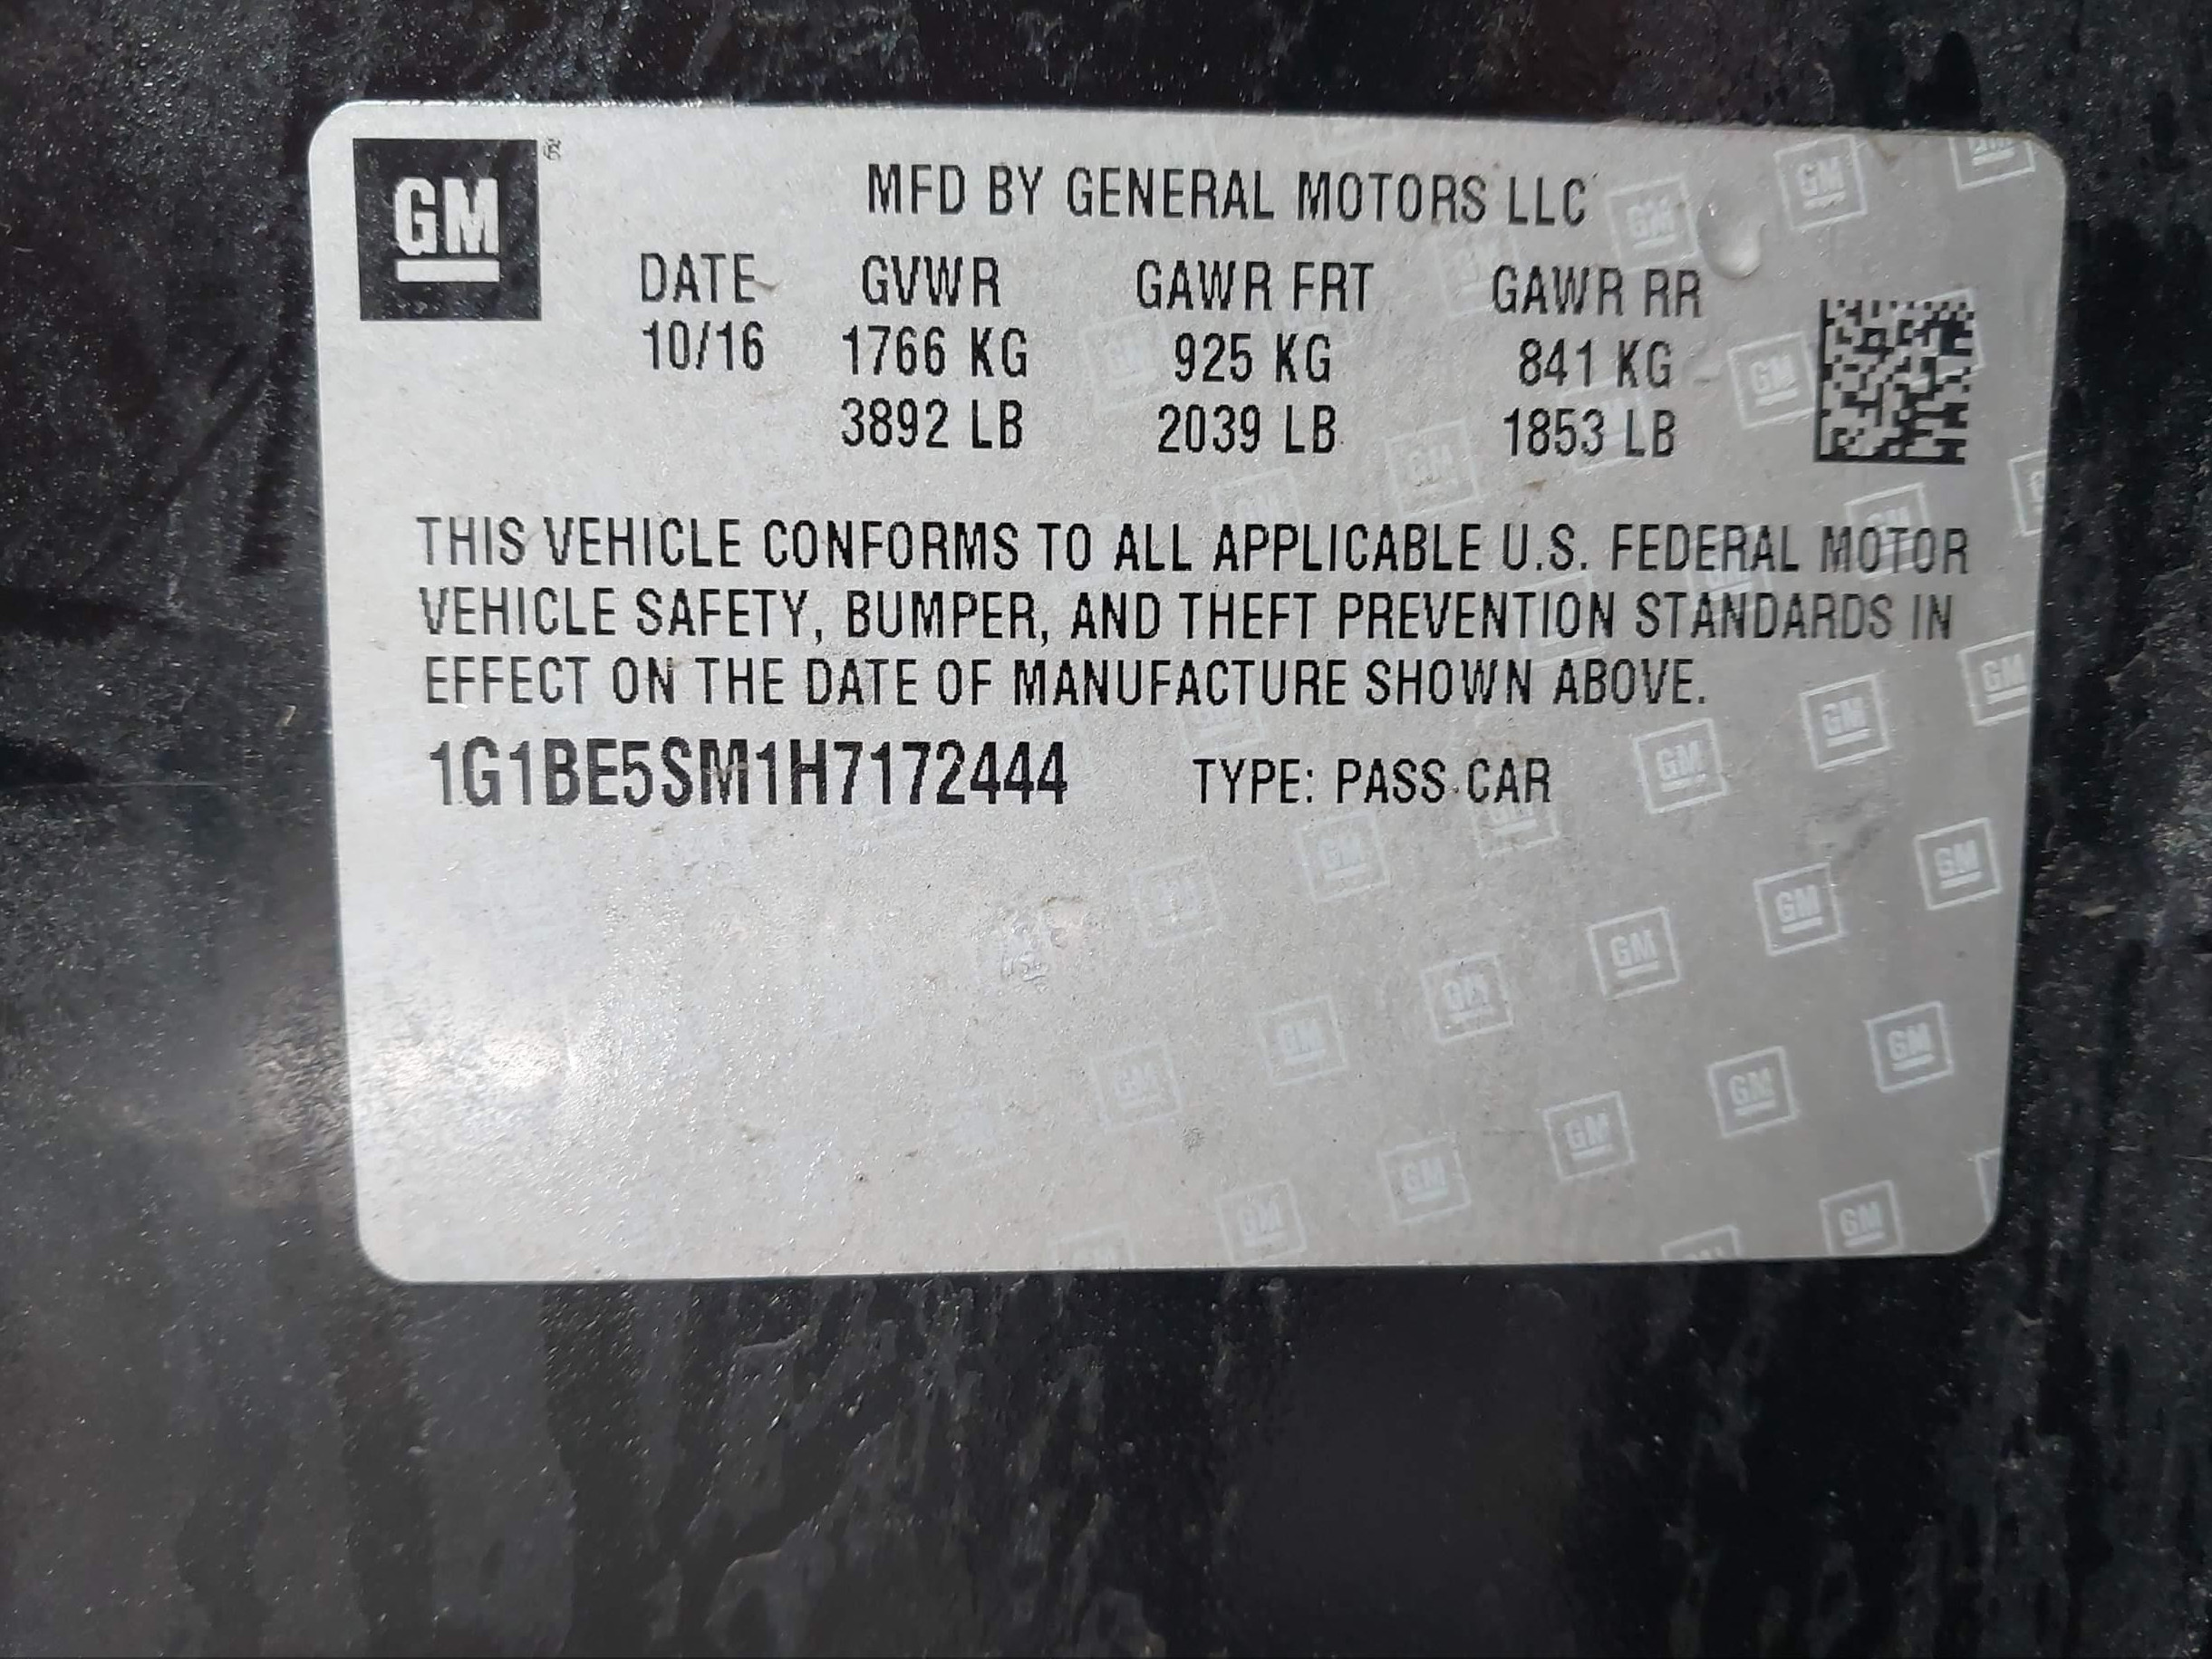 GM ®
MFD BY GENERAL MOTORS LLC
DATE GVWR GAWR FRT GAWR RR
10/16 1766 KG 925 KG 841 KG
3892 LB 2039 LB 1853 LB
THIS VEHICLE CONFORMS TO ALL APPLICABLE U.S. FEDERAL MOTOR
VEHICLE SAFETY, BUMPER, AND THEFT PREVENTION STANDARDS IN
EFFECT ON THE DATE OF MANUFACTURE SHOWN ABOVE.
1G1BE5SM1H7172444 TYPE: PASS CAR